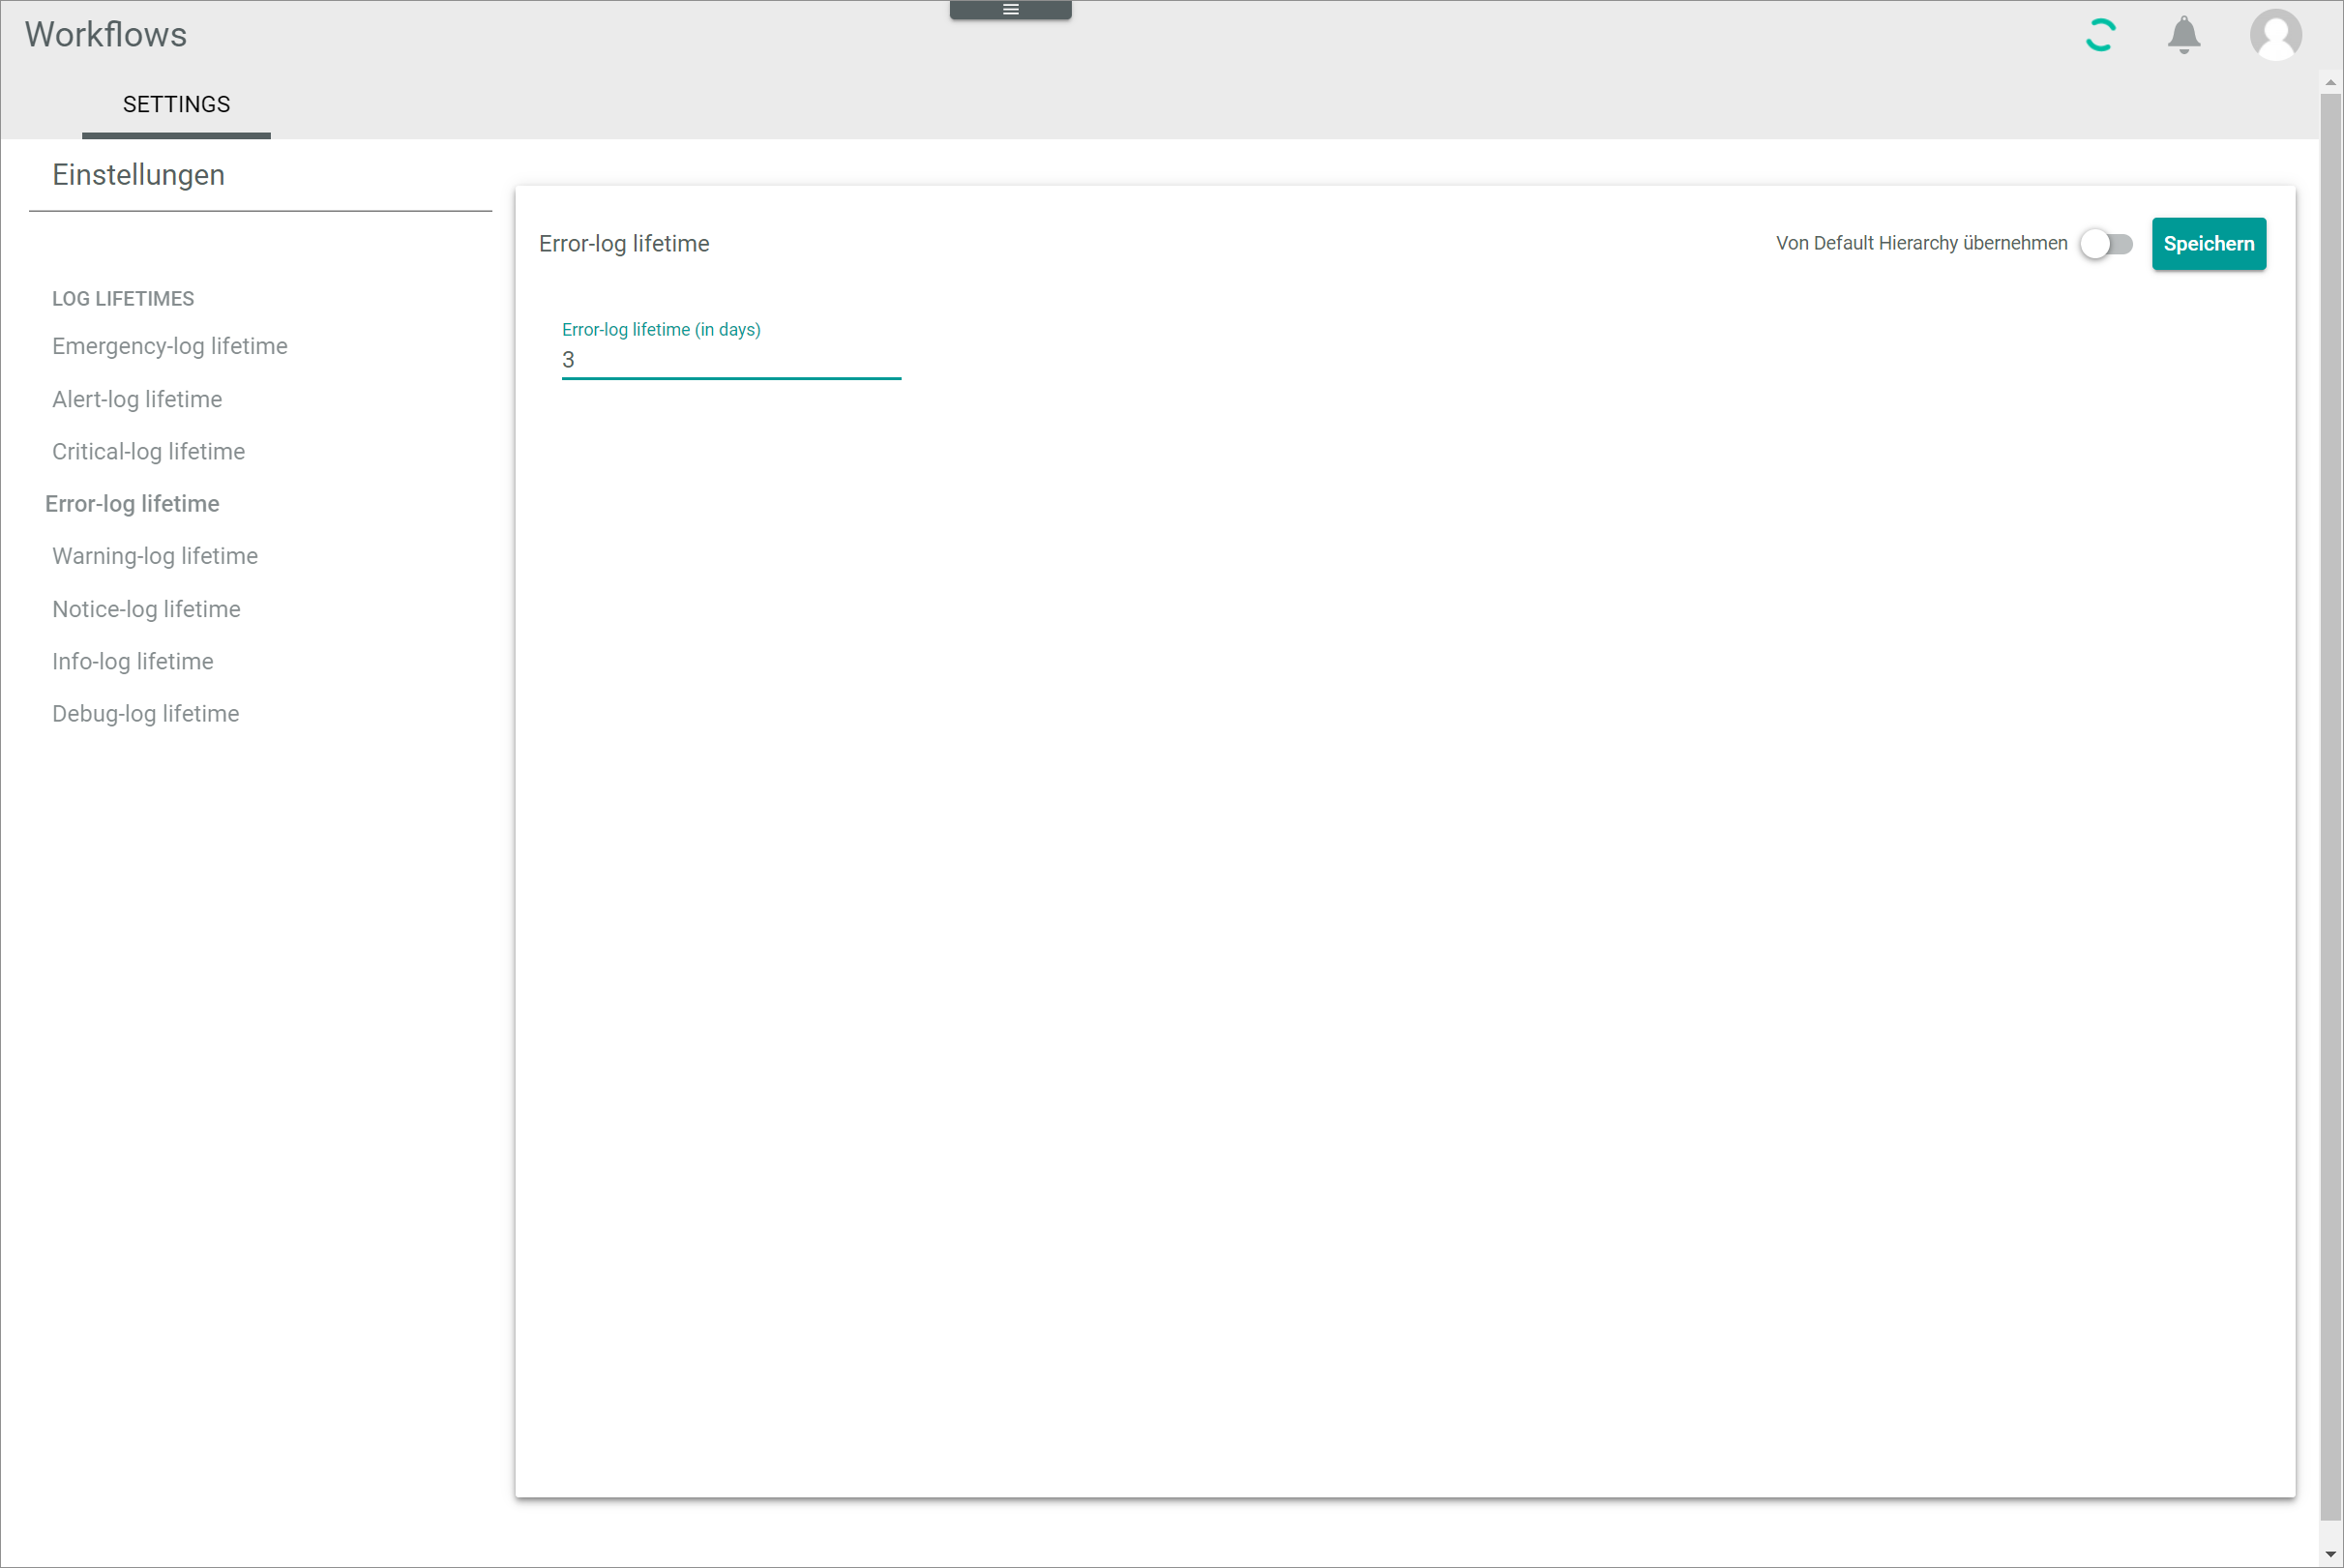 Workflows
SETTINGS
Einstellungen
LOG LIFETIMES
Emergency-log lifetime
Alert-log lifetime
Critical-log lifetime
Error-log lifetime
Warning-log lifetime
Notice-log lifetime
Info-log lifetime
Debug-log lifetime
Error-log lifetime
Von Default Hierarchy übernehmen
Speichern
Error-log lifetime (in days)
3